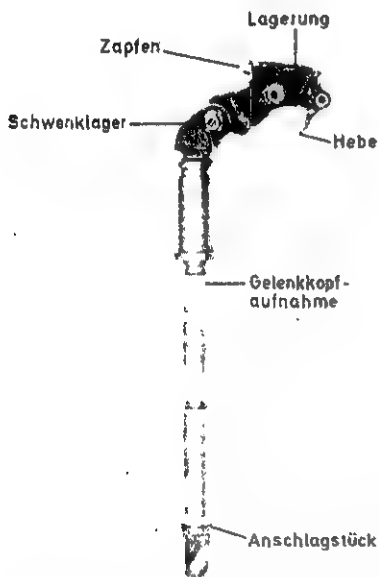 Lagerung
Zapfen
Schwenklager
Hebe
Gelenkkopf-
aufnahme
Anschlagstück